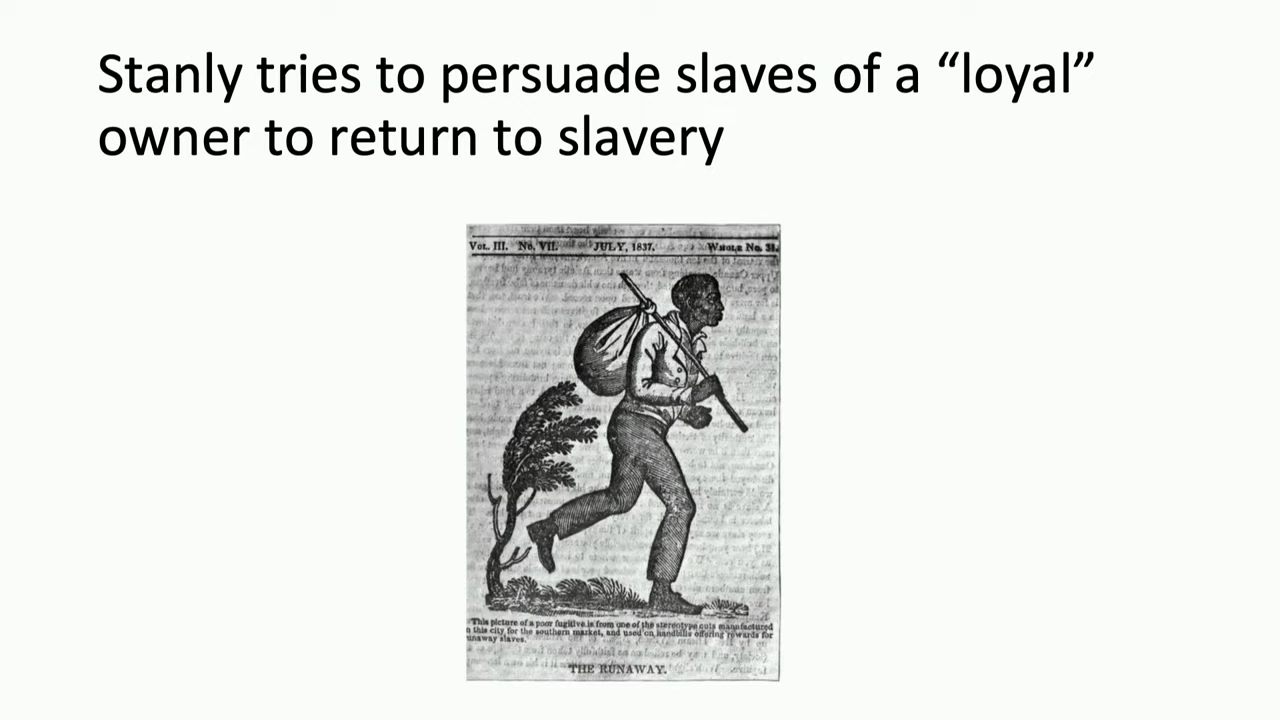 Stanly tries to persuade slaves of a “loyal”
owner to return to slavery
VOL. III. NO. VII. JULY, 1837. WHOLE NO. 31.
This picture of a poor fugitive is from one of the stereotype cuts manufactured
n this city for the southern market, and used on handbills offering rewards for
unaway slaves.
THE RUNAWAY.